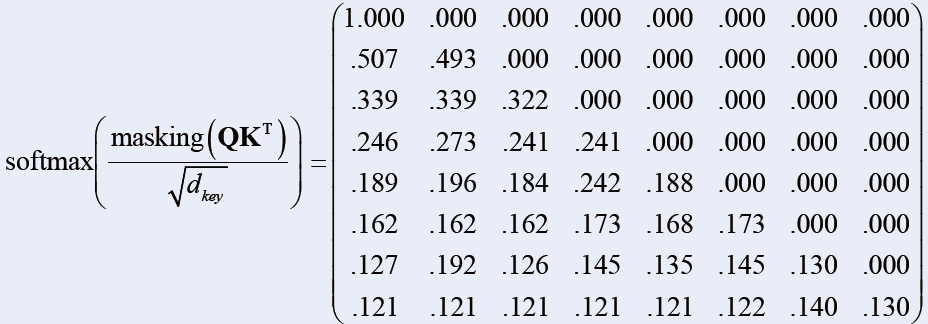 softmax(masking(QKᵀ)/√d_key) =
1.000 .000 .000 .000 .000 .000 .000 .000
.507 .493 .000 .000 .000 .000 .000 .000
.339 .339 .322 .000 .000 .000 .000 .000
.246 .273 .241 .241 .000 .000 .000 .000
.189 .196 .184 .242 .188 .000 .000 .000
.162 .162 .162 .173 .168 .173 .000 .000
.127 .192 .126 .145 .135 .145 .130 .000
.121 .121 .121 .121 .121 .122 .140 .130